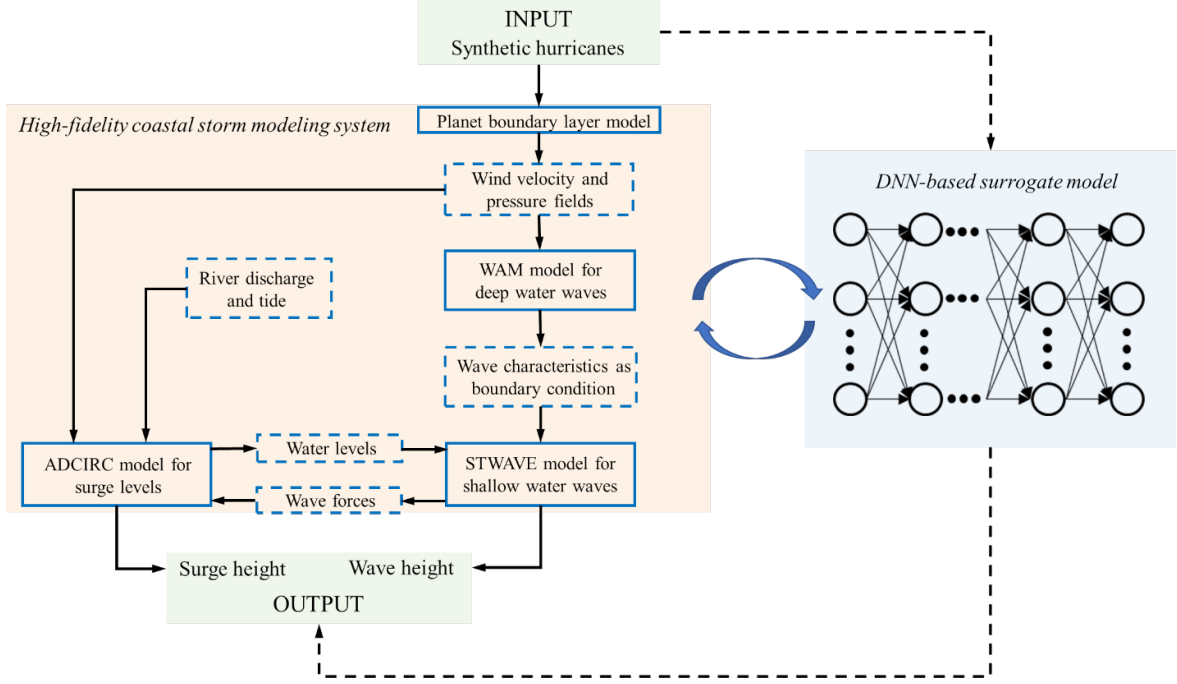 INPUT
Synthetic hurricanes
High-fidelity coastal storm modeling system
Planet boundary layer model
Wind velocity and
pressure fields
DNN-based surrogate model
WAM model for
deep water waves
River discharge
and tide
Wave characteristics as
boundary condition
Water levels
ADCIRC model for
surge levels
STWAVE model for
shallow water waves
Wave forces
Surge height
Wave height
OUTPUT